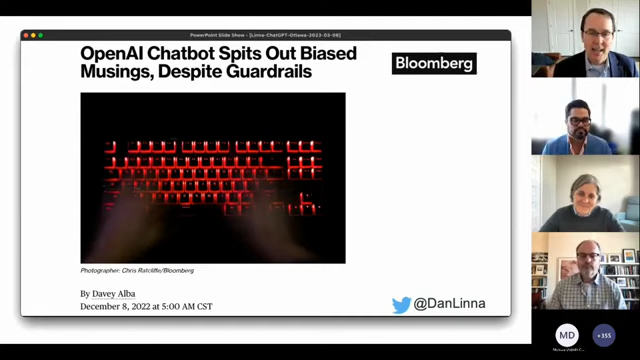 PowerPoint Slide Show - [Linna-ChatGPT-Ottawa-2023-03-08]
OpenAI Chatbot Spits Out Biased
Musings, Despite Guardrails
Bloomberg
Photographer: Chris Ratcliffe/Bloomberg
By Davey Alba
December 8, 2022 at 5:00 AM CST
@DanLinna
MD
+355